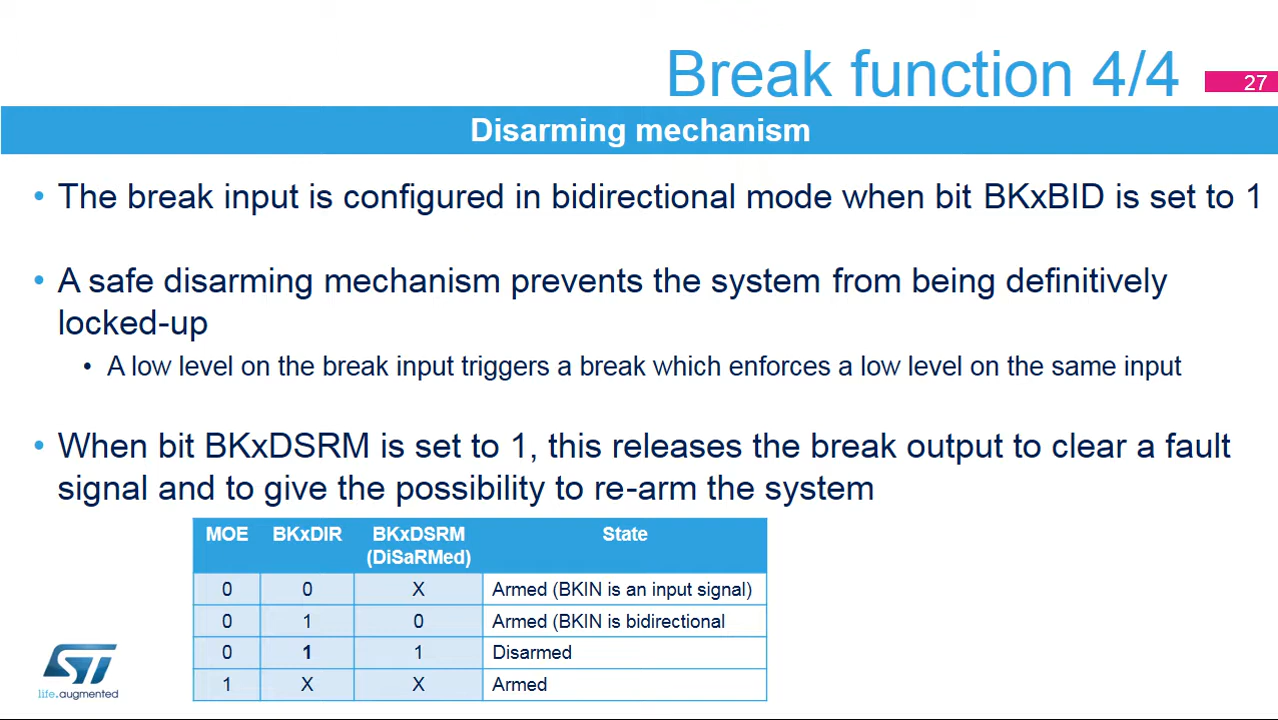 Break function 4/4
27
Disarming mechanism
• The break input is configured in bidirectional mode when bit BKxBID is set to 1
• A safe disarming mechanism prevents the system from being definitively
locked-up
• A low level on the break input triggers a break which enforces a low level on the same input
• When bit BKxDSRM is set to 1, this releases the break output to clear a fault
signal and to give the possibility to re-arm the system
MOE BKxDIR BKxDSRM (DiSaRMed) State
0 0 X Armed (BKIN is an input signal)
0 1 0 Armed (BKIN is bidirectional
0 1 1 Disarmed
1 X X Armed
ST
life.augmented